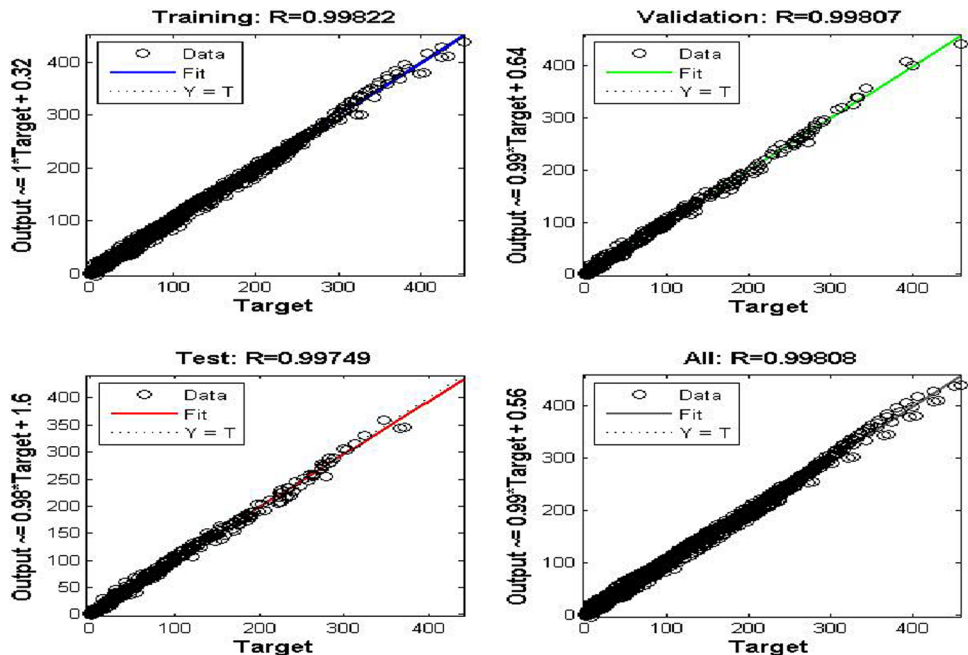 Training: R=0.99822
Output ~= 1*Target + 0.32
400
300
200
100
0
Data
Fit
Y = T
0 100 200 300 400
Target
Validation: R=0.99807
Output ~= 0.99*Target + 0.64
400
300
200
100
0
Data
Fit
Y = T
0 100 200 300 400
Target
Test: R=0.99749
Output ~= 0.98*Target + 1.6
400
350
300
250
200
150
100
50
0
Data
Fit
Y = T
0 100 200 300 400
Target
All: R=0.99808
Output ~= 0.99*Target + 0.56
400
300
200
100
0
Data
Fit
Y = T
0 100 200 300 400
Target